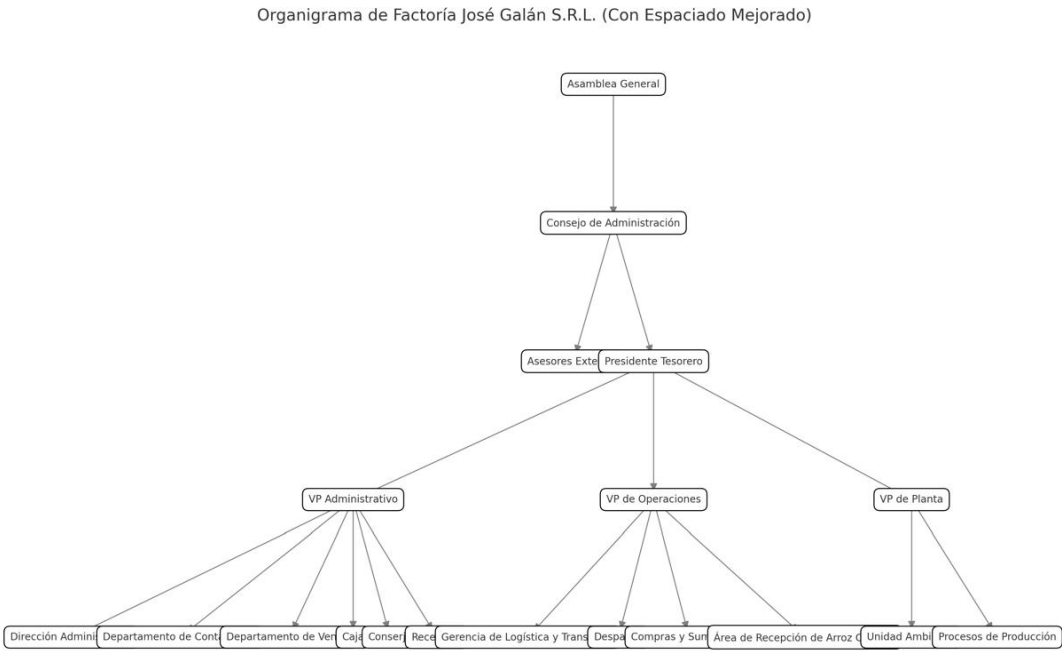 Organigrama de Factoría José Galán S.R.L. (Con Espaciado Mejorado)
Asamblea General
Consejo de Administración
Asesores Exte
Presidente Tesorero
VP Administrativo
VP de Operaciones
VP de Planta
Dirección Adminis
Departamento de Conta
Departamento de Ven
Caja
Conserj
Rece
Gerencia de Logística y Trans
Despa
Compras y Sum
Área de Recepción de Arroz
Unidad Ambi
Procesos de Producción